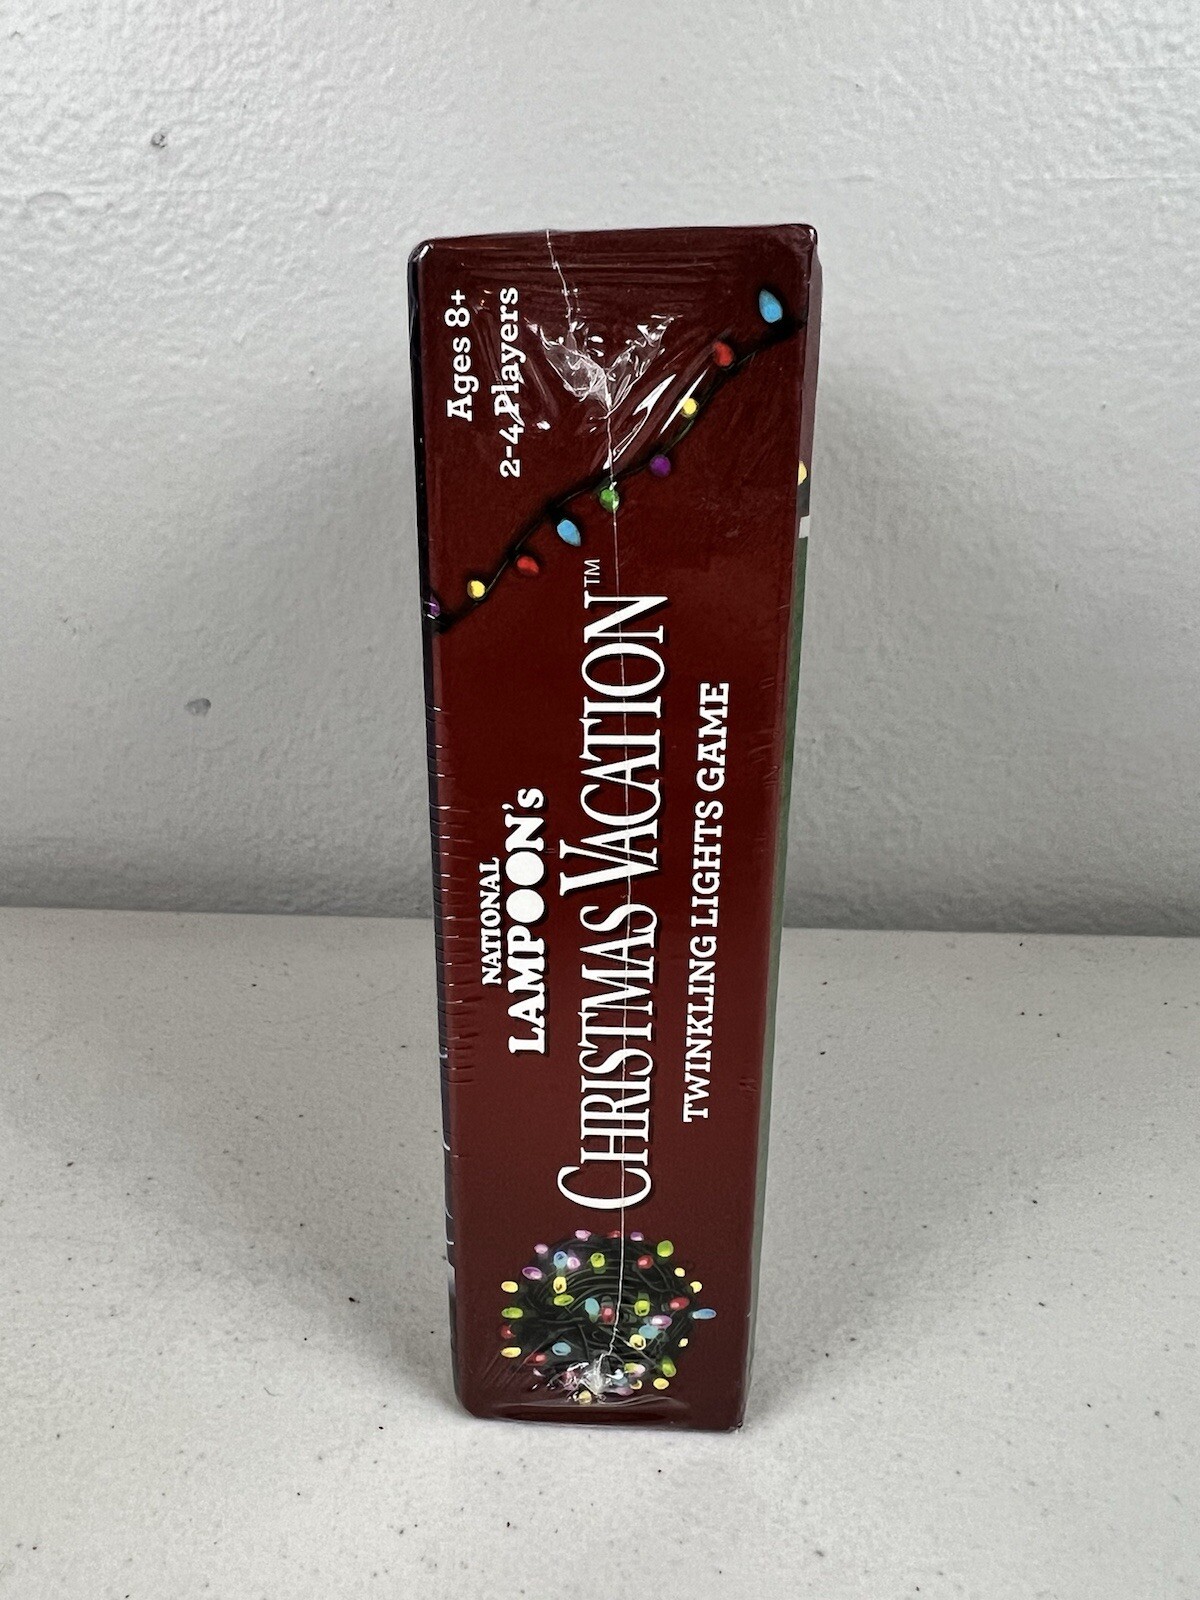 NATIONAL
LAMPOON's
CHRISTMAS VACATION™
TWINKLING LIGHTS GAME
Ages 8+
2-4 Players